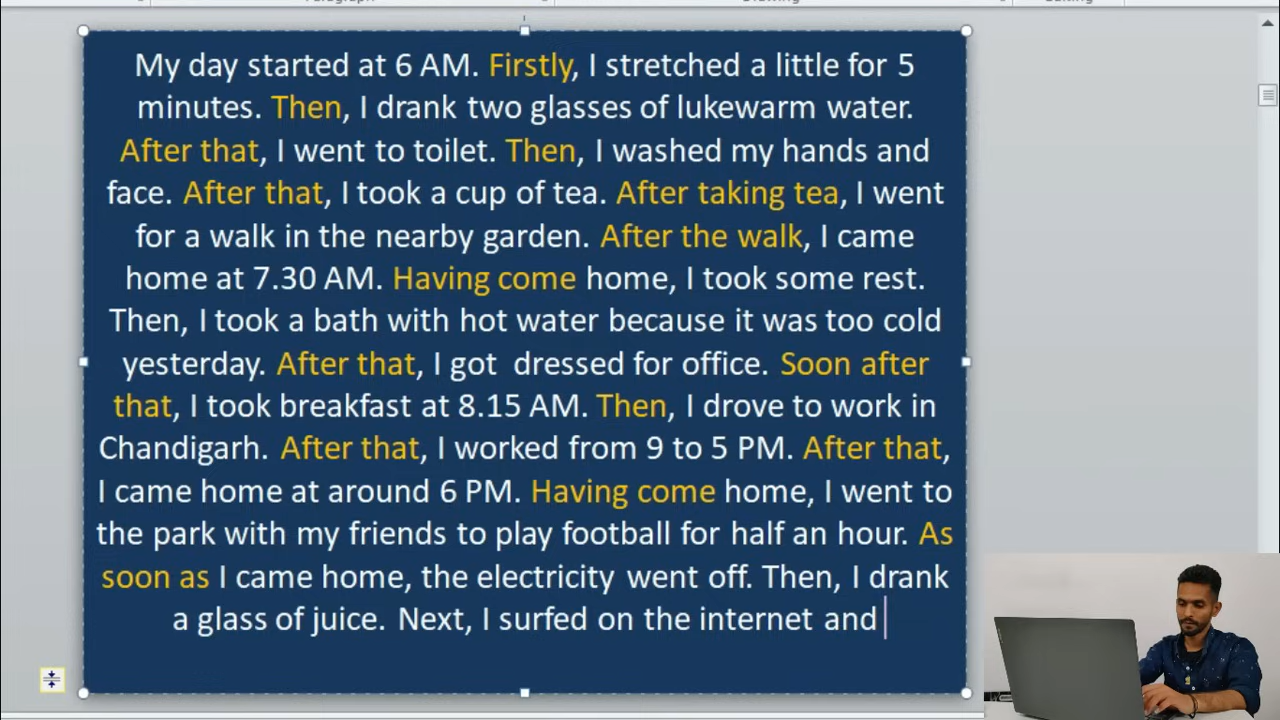 My day started at 6 AM. Firstly, I stretched a little for 5
minutes. Then, I drank two glasses of lukewarm water.
After that, I went to toilet. Then, I washed my hands and
face. After that, I took a cup of tea. After taking tea, I went
for a walk in the nearby garden. After the walk, I came
home at 7.30 AM. Having come home, I took some rest.
Then, I took a bath with hot water because it was too cold
yesterday. After that, I got dressed for office. Soon after
that, I took breakfast at 8.15 AM. Then, I drove to work in
Chandigarh. After that, I worked from 9 to 5 PM. After that,
I came home at around 6 PM. Having come home, I went to
the park with my friends to play football for half an hour. As
soon as I came home, the electricity went off. Then, I drank
a glass of juice. Next, I surfed on the internet and